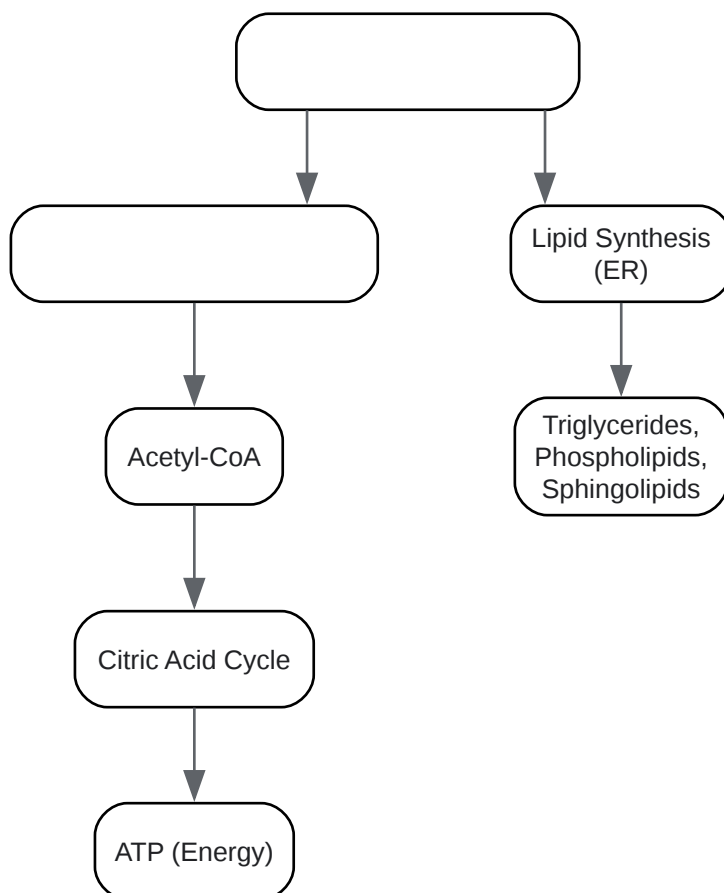 Lipid Synthesis
(ER)
Acetyl-CoA
Triglycerides,
Phospholipids,
Sphingolipids
Citric Acid Cycle
ATP (Energy)